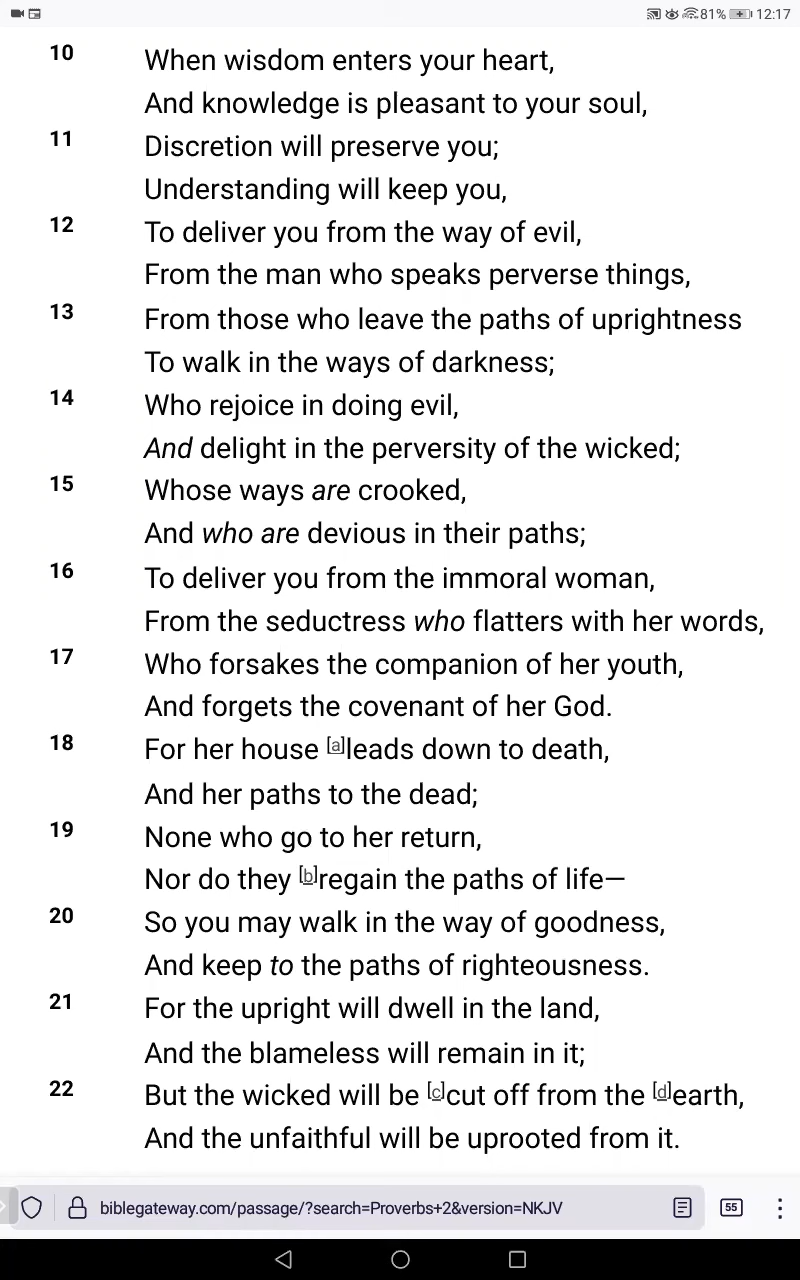 81% 12:17
10 When wisdom enters your heart,
And knowledge is pleasant to your soul,
11 Discretion will preserve you;
Understanding will keep you,
12 To deliver you from the way of evil,
From the man who speaks perverse things,
13 From those who leave the paths of uprightness
To walk in the ways of darkness;
14 Who rejoice in doing evil,
And delight in the perversity of the wicked;
15 Whose ways are crooked,
And who are devious in their paths;
16 To deliver you from the immoral woman,
From the seductress who flatters with her words,
17 Who forsakes the companion of her youth,
And forgets the covenant of her God.
18 For her house [a]leads down to death,
And her paths to the dead;
19 None who go to her return,
Nor do they [b]regain the paths of life—
20 So you may walk in the way of goodness,
And keep to the paths of righteousness.
21 For the upright will dwell in the land,
And the blameless will remain in it;
22 But the wicked will be [c]cut off from the [d]earth,
And the unfaithful will be uprooted from it.
biblegateway.com/passage/?search=Proverbs+2&version=NKJV 55